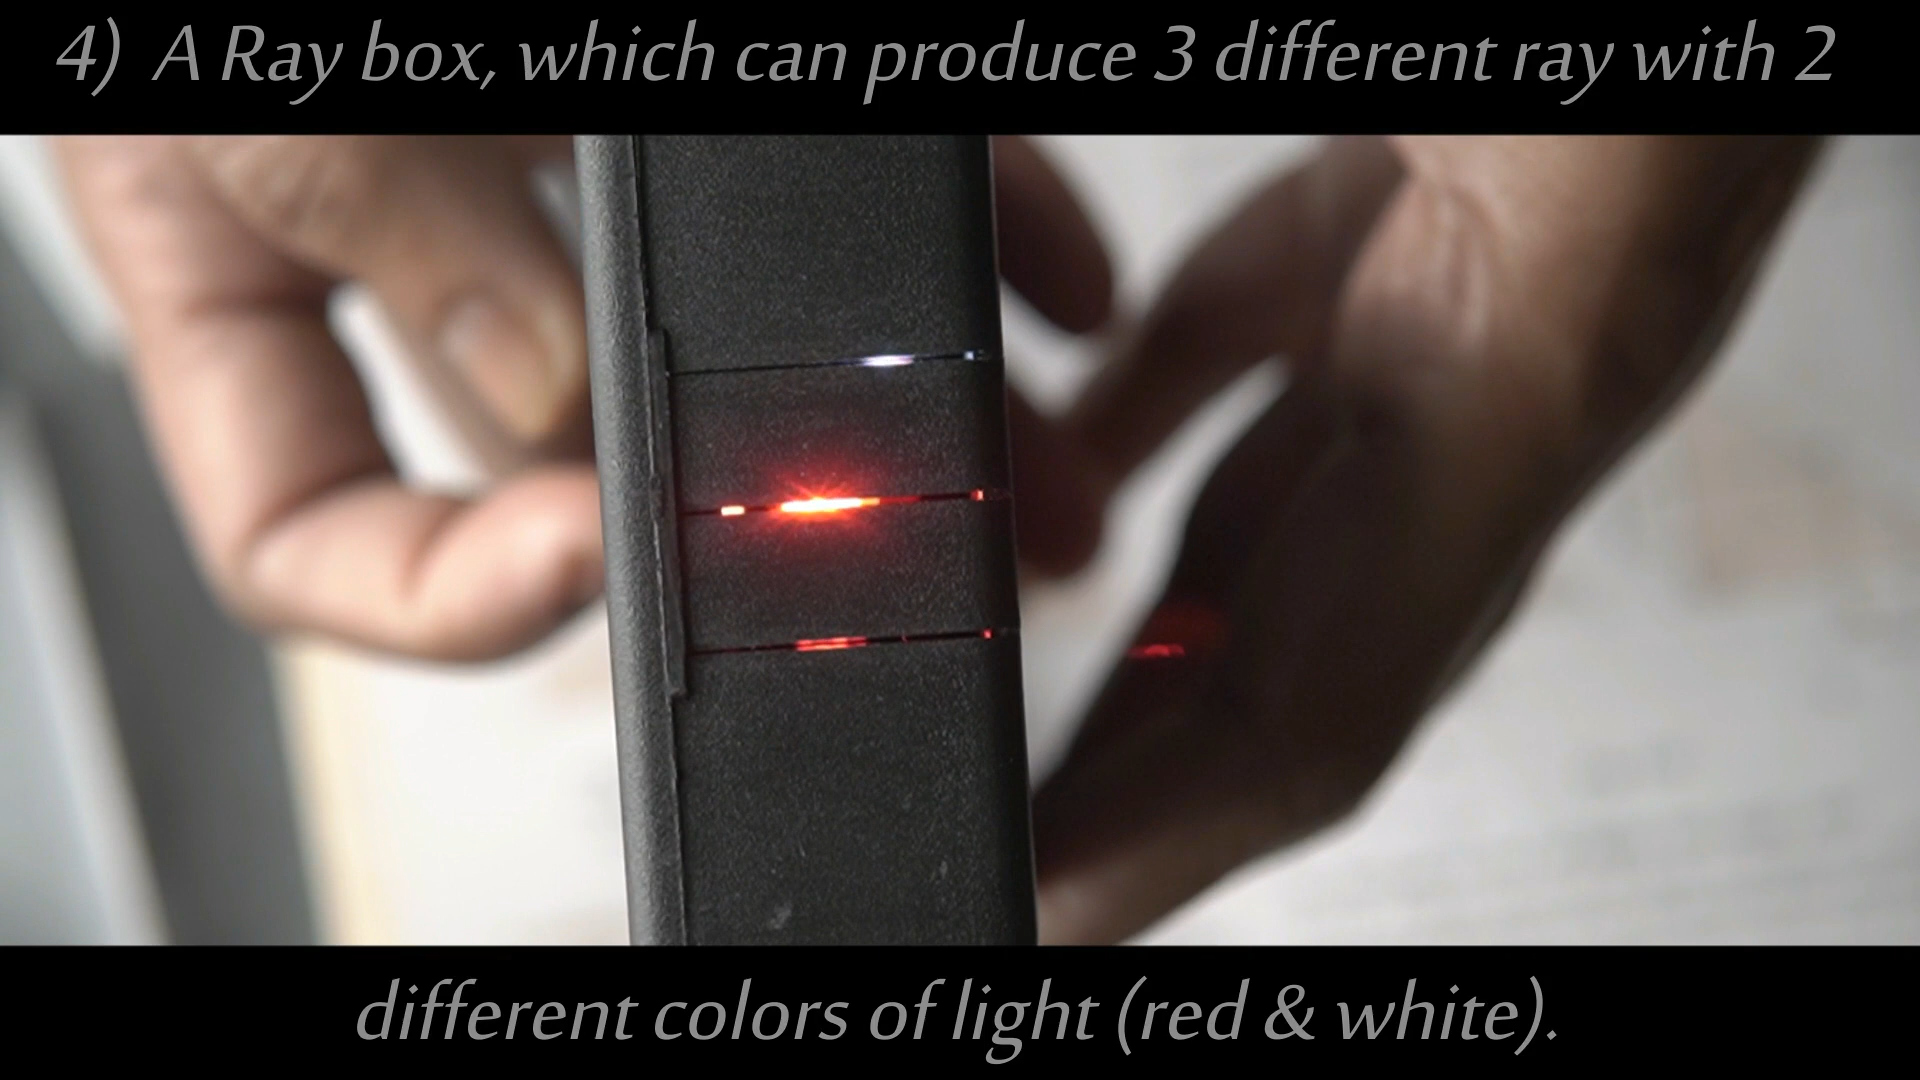 4) A Ray box, which can produce 3 different ray with 2
different colors of light (red & white).